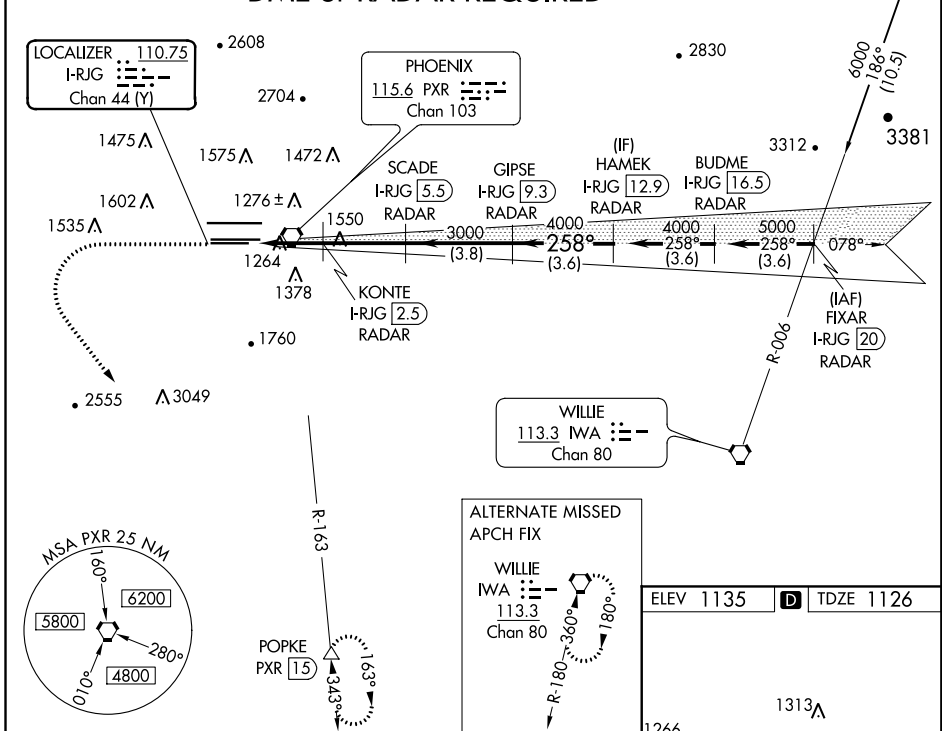 DME or RADAR REQUIRED
LOCALIZER 110.75
I-RJG
Chan 44 (Y)
2608
2704
PHOENIX
115.6 PXR
Chan 103
2830
6000
186°
(10.5)
3381
3312
1475
1575
1472
1602
1276 ±
1535
1550
1264
1378
1760
2555
3049
SCADE
I-RJG 5.5
RADAR
GIPSE
I-RJG 9.3
RADAR
(IF)
HAMEK
I-RJG 12.9
RADAR
BUDME
I-RJG 16.5
RADAR
3000
(3.8)
4000
258°
(3.6)
4000
258°
(3.6)
5000
258°
(3.6)
078°
KONTE
I-RJG 2.5
RADAR
(IAF)
FIXAR
I-RJG 20
RADAR
R-006
WILLIE
113.3 IWA
Chan 80
R-163
MSA PXR 25 NM
160°
6200
5800
280°
010°
4800
POPKE
PXR 15
343°
163°
ALTERNATE MISSED
APCH FIX
WILLIE
IWA
113.3
Chan 80
360°
180°
R-180
ELEV 1135
D
TDZE 1126
1313
1266